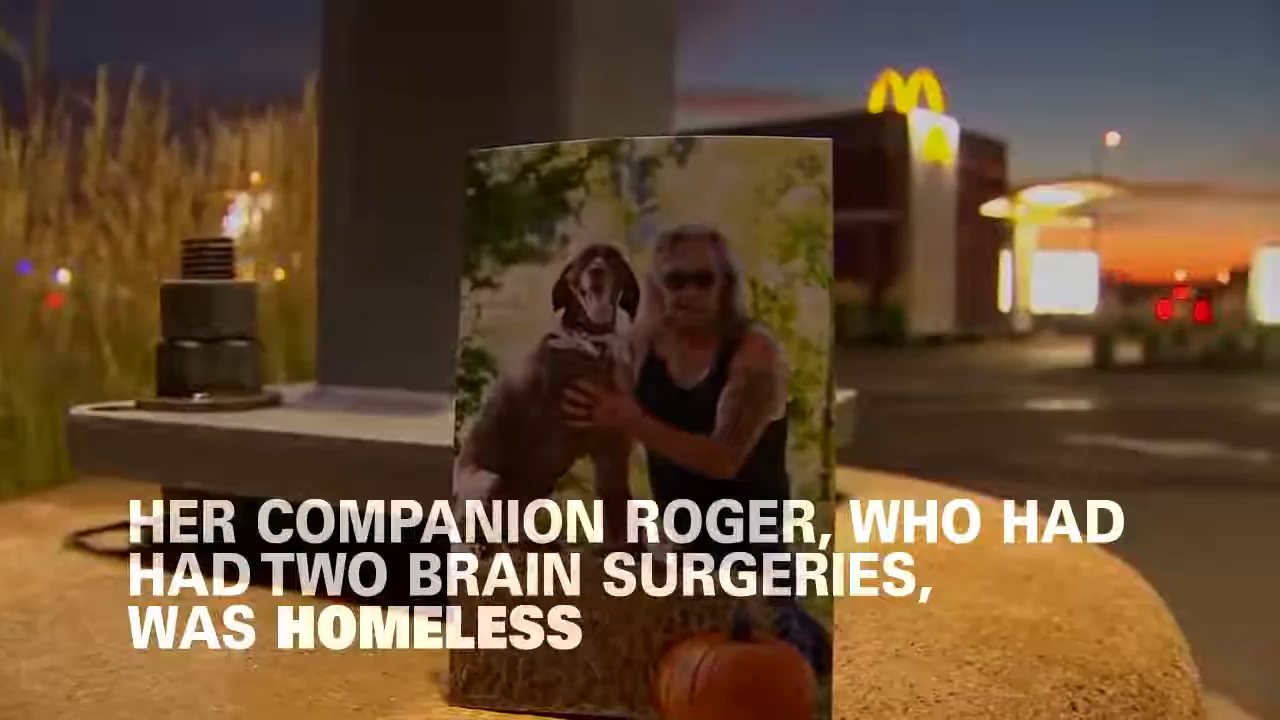 HER COMPANION ROGER, WHO HAD
HAD TWO BRAIN SURGERIES,
WAS HOMELESS